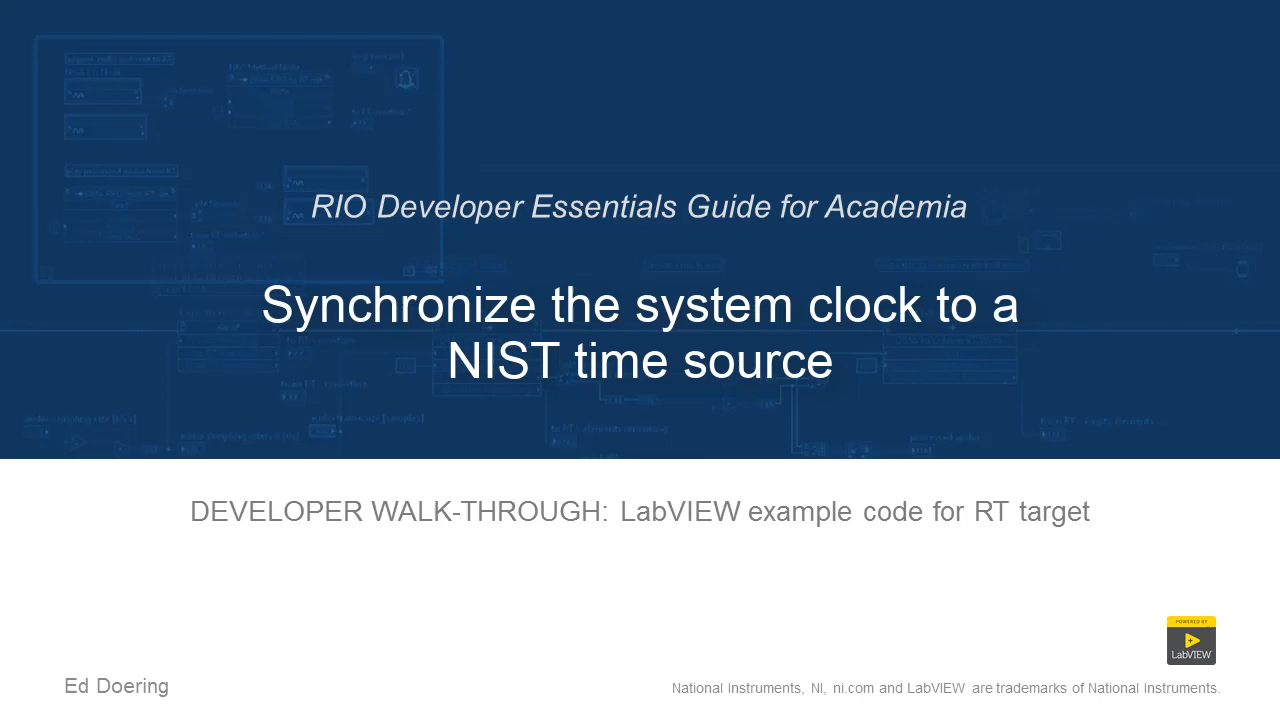 RIO Developer Essentials Guide for Academia
Synchronize the system clock to a
NIST time source
DEVELOPER WALK-THROUGH: LabVIEW example code for RT target
POWERED BY
LabVIEW
Ed Doering
National Instruments, NI, ni.com and LabVIEW are trademarks of National Instruments.